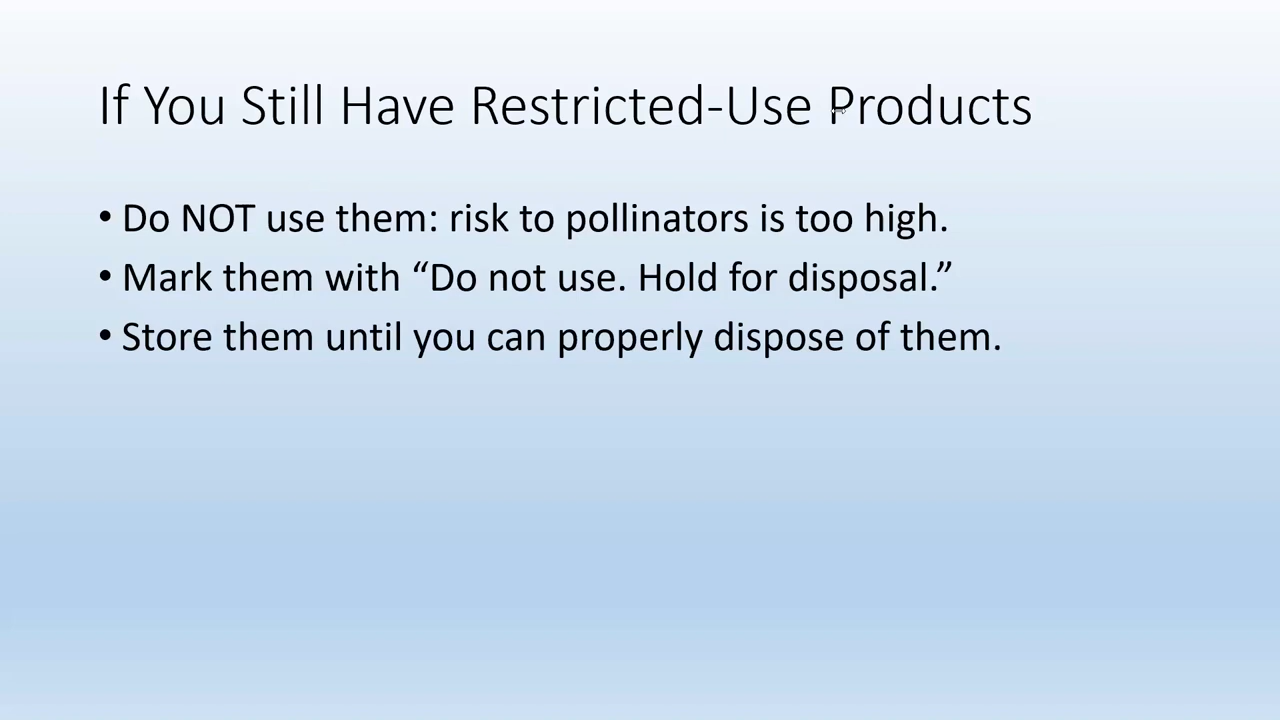 If You Still Have Restricted-Use Products
• Do NOT use them: risk to pollinators is too high.
• Mark them with “Do not use. Hold for disposal.”
• Store them until you can properly dispose of them.